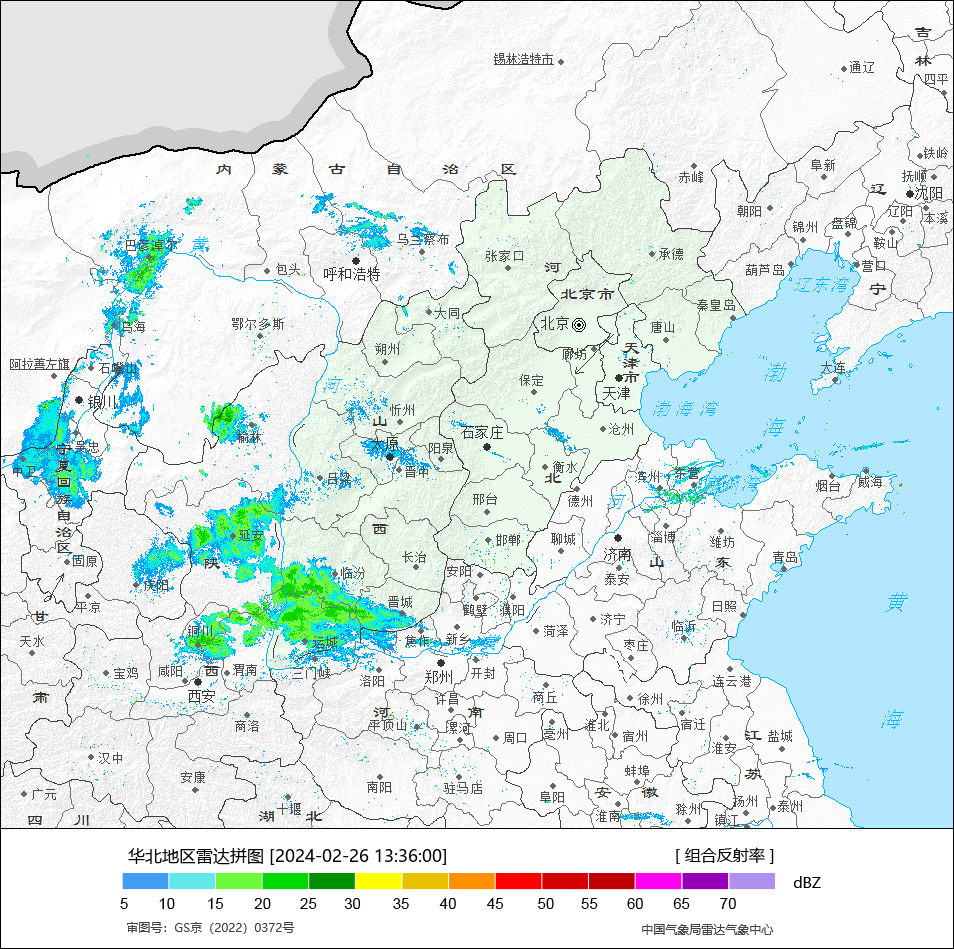 吉
锡林浩特市
林
通辽
四平
铁岭
内 蒙 古 自 治 区
阜新
赤峰
抚顺
辽
沈阳
朝阳
辽阳
本溪
锦州
盘锦
鞍山
黄
巴彦淖尔
乌兰察布
呼和浩特
包头
张家口
河
承德
葫芦岛
营口
宁
辽东湾
北京市
秦皇岛
大同
乌海
鄂尔多斯
北京
唐山
朔州
廊坊
天
津
市
阿拉善左旗
石嘴山
保定
天津
大连
渤
河
银川
忻州
渤海湾
山
榆林
石家庄
沧州
海
吴忠
太原
阳泉
宁
夏
回
族
自
治
区
中卫
晋中
衡水
北
吕梁
滨州
东营
莱州湾
烟台
威海
德州
河
邢台
西
延安
邯郸
聊城
济南
淄博
潍坊
青岛
固原
陕
长治
安阳
山
东
临汾
泰安
庆阳
平凉
甘
晋城
鹤壁
濮阳
日照
黄
铜川
济宁
临沂
天水
运城
焦作
新乡
菏泽
枣庄
宝鸡
咸阳
西
渭南
三门峡
洛阳
郑州
开封
连云港
肃
西安
许昌
商丘
徐州
河
南
宿迁
海
商洛
平顶山
漯河
周口
亳州
淮北
宿州
江
淮安
盐城
汉中
安康
南阳
驻马店
蚌埠
苏
广元
十堰
阜阳
安
徽
淮南
滁州
扬州
泰州
镇江
四
川
湖
北
华北地区雷达拼图 [2024-02-26 13:36:00]
[ 组合反射率 ]
5 10 15 20 25 30 35 40 45 50 55 60 65 70 dBZ
审图号：GS京（2022）0372号
中国气象局雷达气象中心